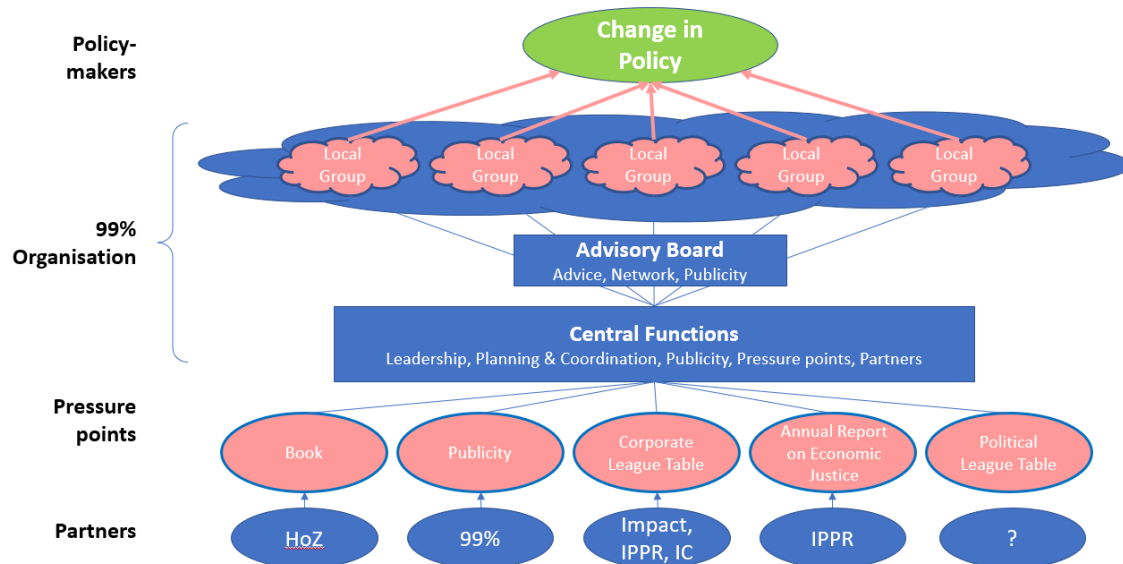 Change in
Policy
Policy-
makers
Local
Group
Local
Group
Local
Group
Local
Group
Local
Group
99%
Organisation
Advisory Board
Advice, Network, Publicity
Central Functions
Leadership, Planning & Coordination, Publicity, Pressure points, Partners
Pressure
points
Book
Publicity
Corporate
League Table
Annual Report
on Economic
Justice
Political
League Table
Partners
HoZ
99%
Impact,
IPPR, IC
IPPR
?